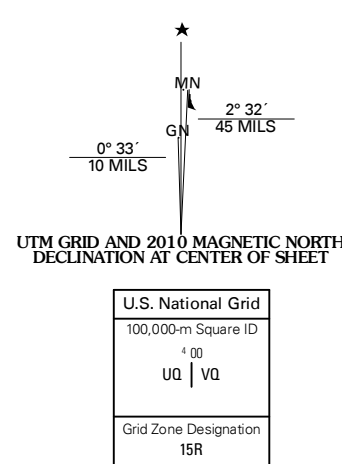 ★
MN
2° 32´
45 MILS
GN
0° 33´
10 MILS
UTM GRID AND 2010 MAGNETIC NORTH
DECLINATION AT CENTER OF SHEET
U.S. National Grid
100,000-m Square ID
⁴ 00
UQ | VQ
Grid Zone Designation
15R